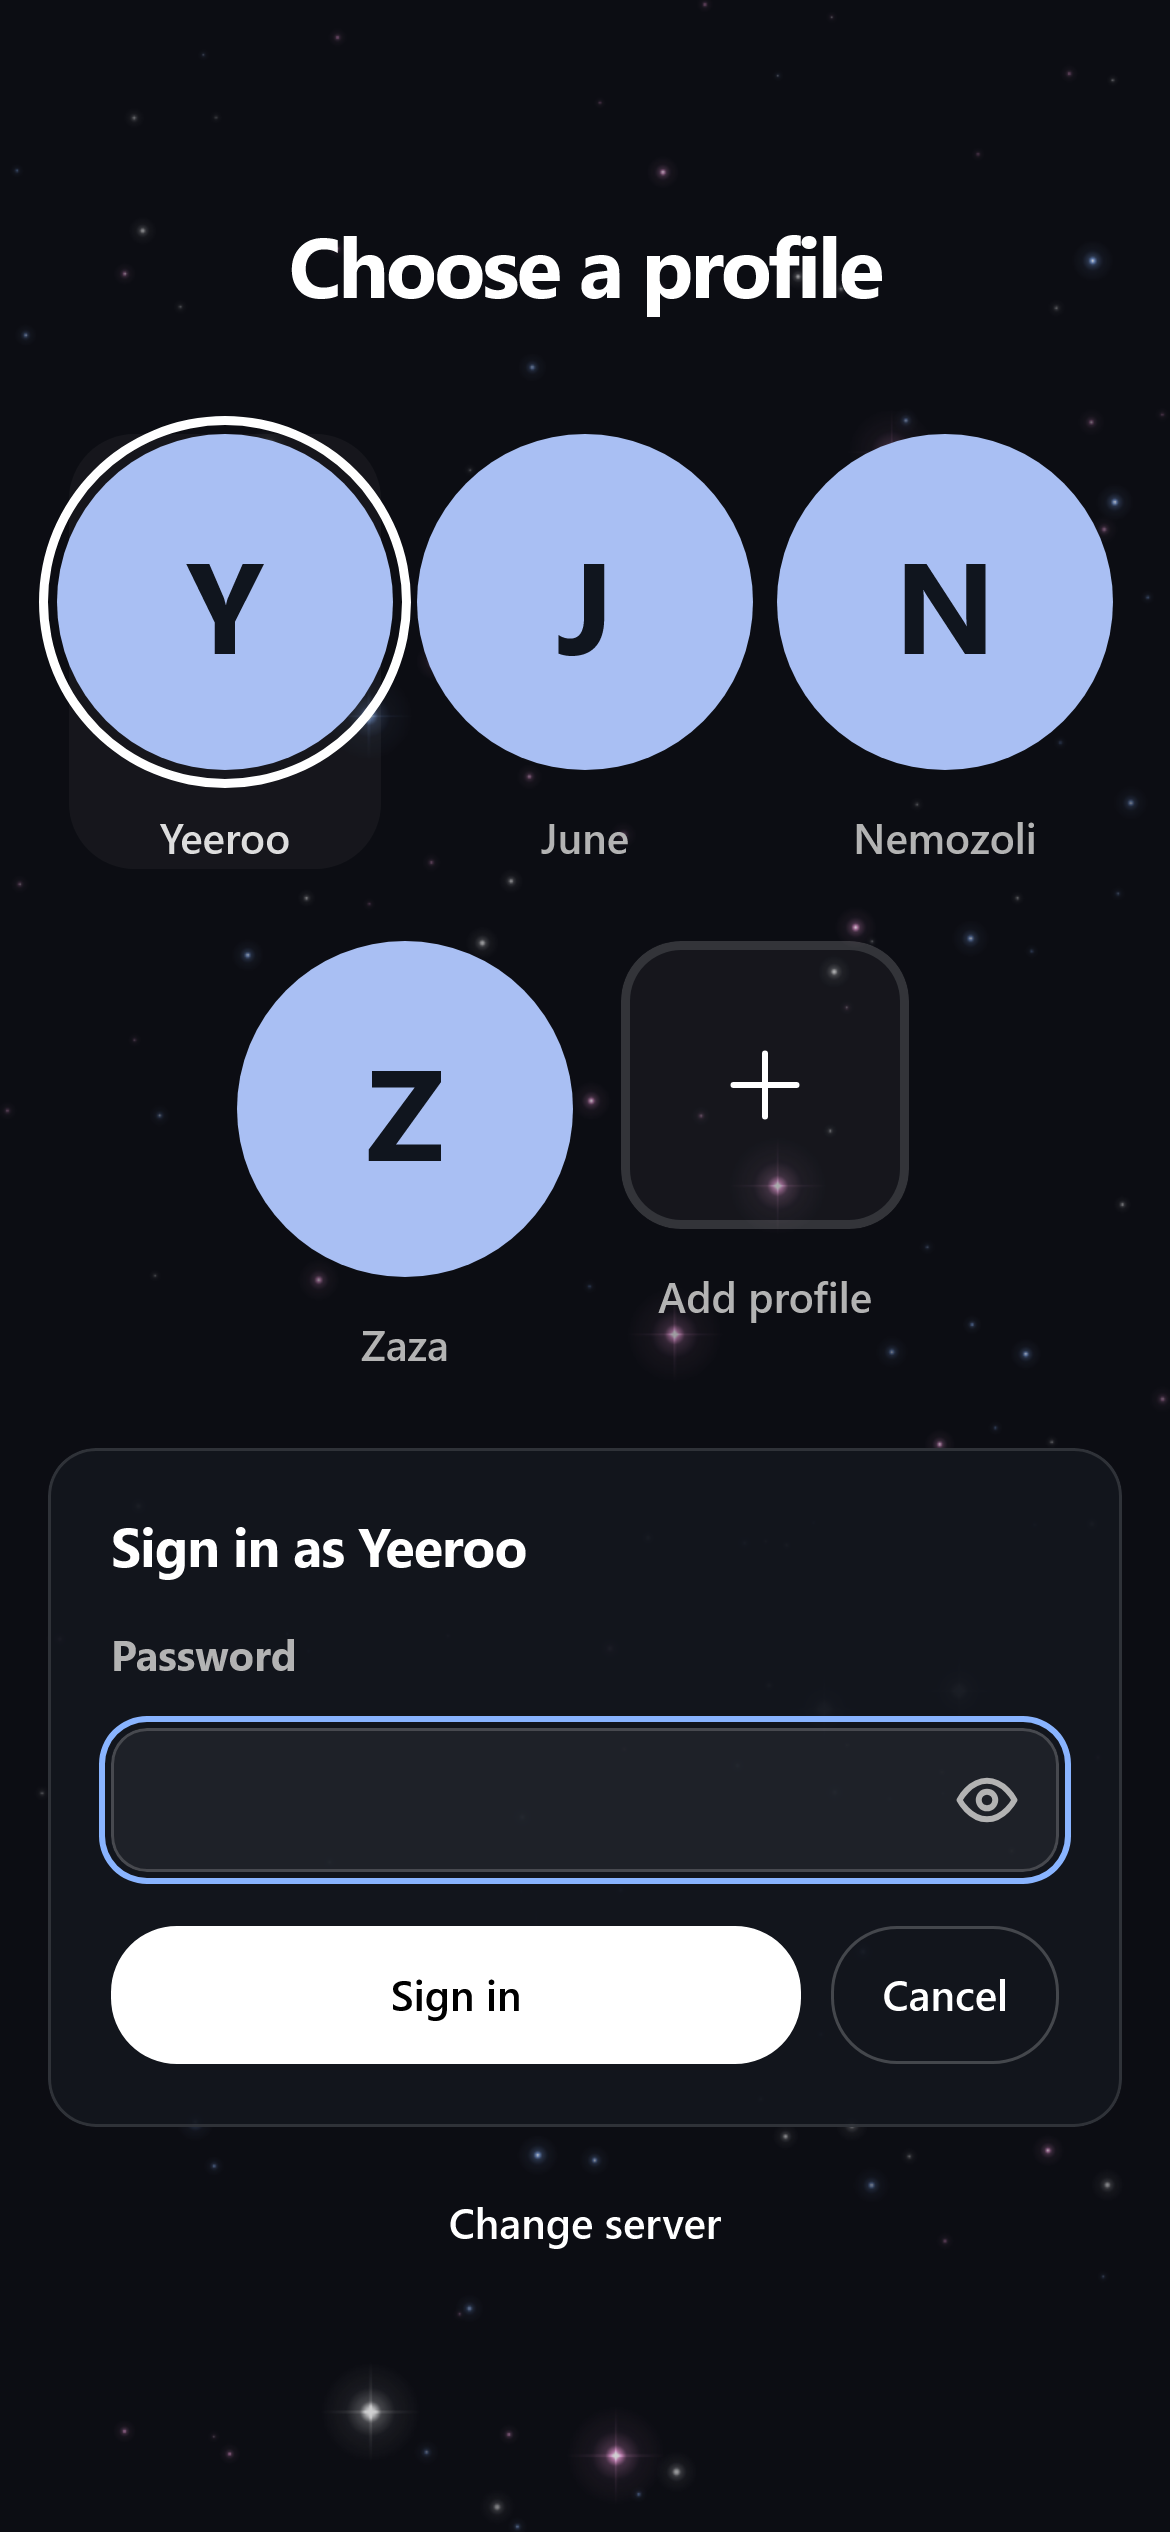 Choose a profile
Y
J
N
Yeeroo
June
Nemozoli
Z
Zaza
Add profile
Sign in as Yeeroo
Password
Sign in
Cancel
Change server